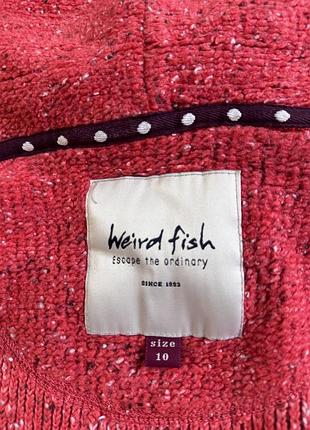 Weird fish
Escape the ordinary
SINCE 1993
size
10